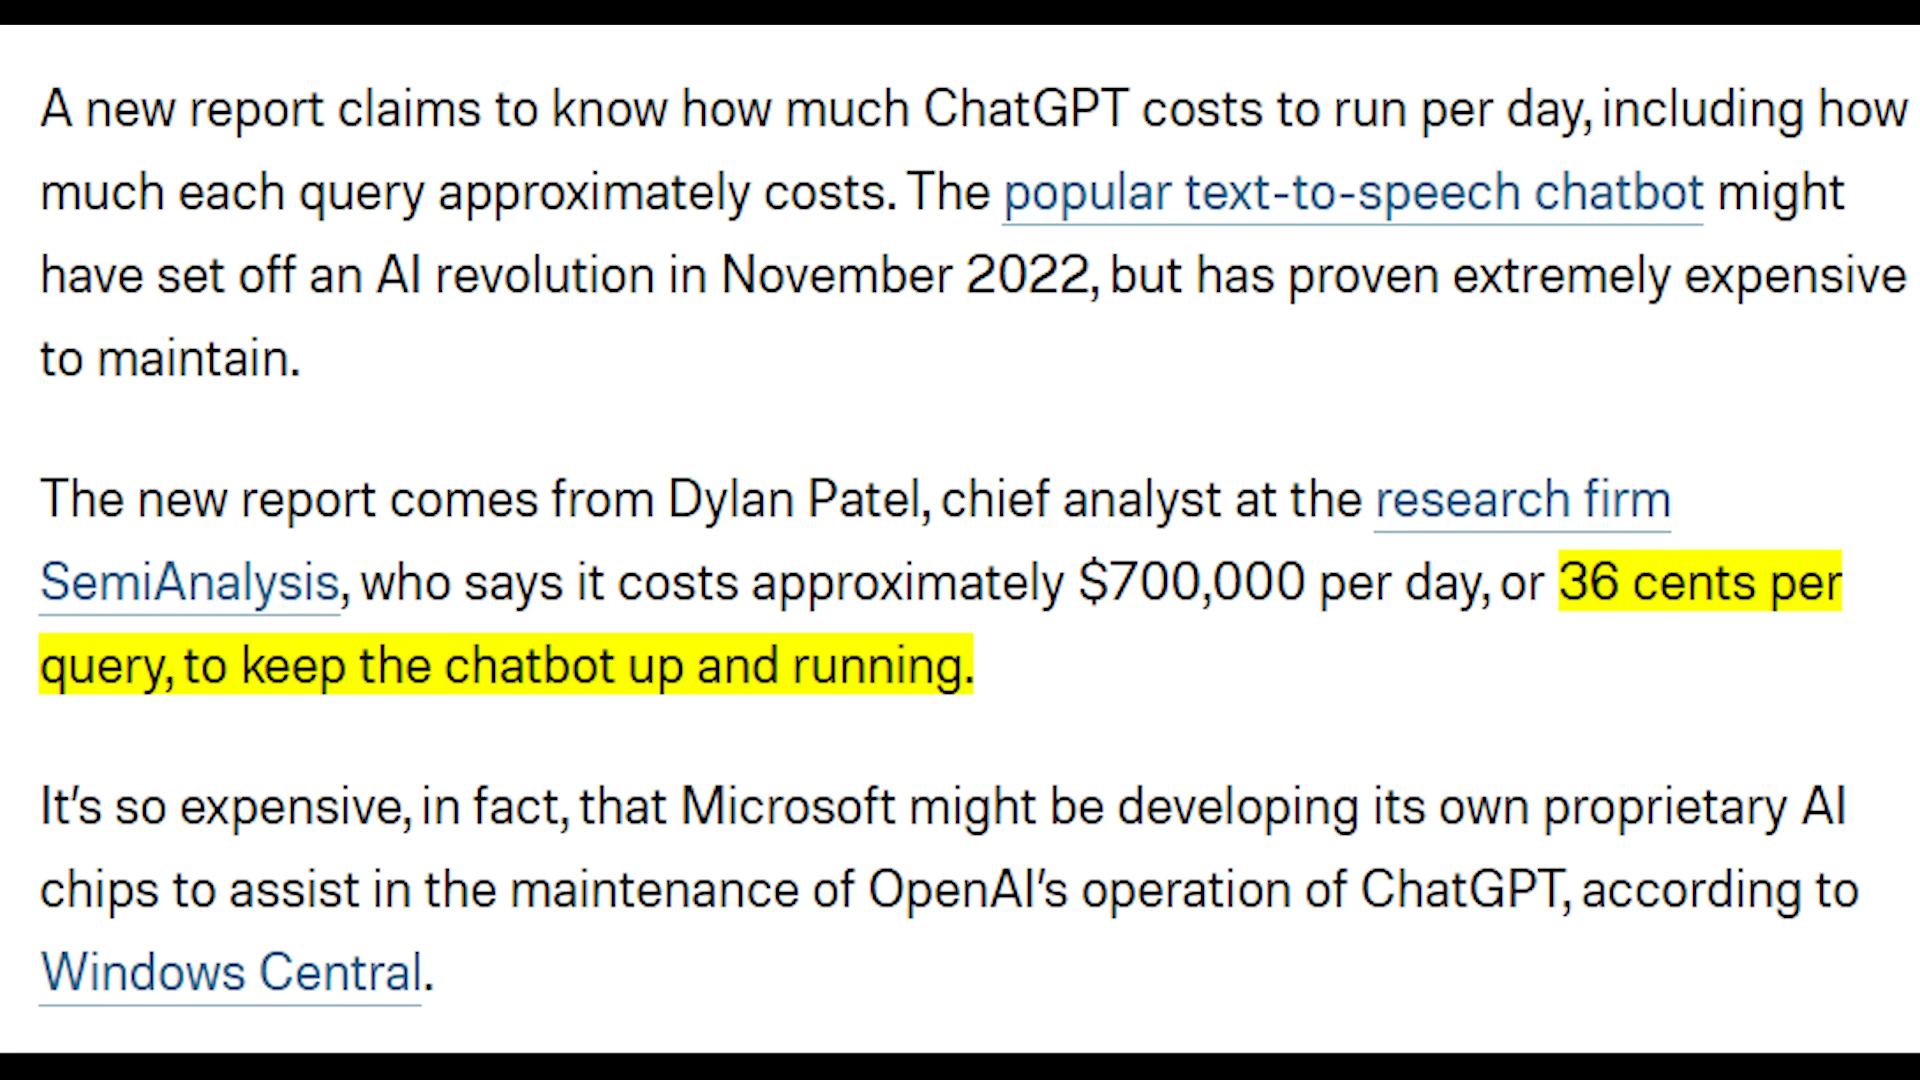 A new report claims to know how much ChatGPT costs to run per day, including how
much each query approximately costs. The popular text-to-speech chatbot might
have set off an AI revolution in November 2022, but has proven extremely expensive
to maintain.
The new report comes from Dylan Patel, chief analyst at the research firm
SemiAnalysis, who says it costs approximately $700,000 per day, or 36 cents per
query, to keep the chatbot up and running.
It’s so expensive, in fact, that Microsoft might be developing its own proprietary AI
chips to assist in the maintenance of OpenAI’s operation of ChatGPT, according to
Windows Central.